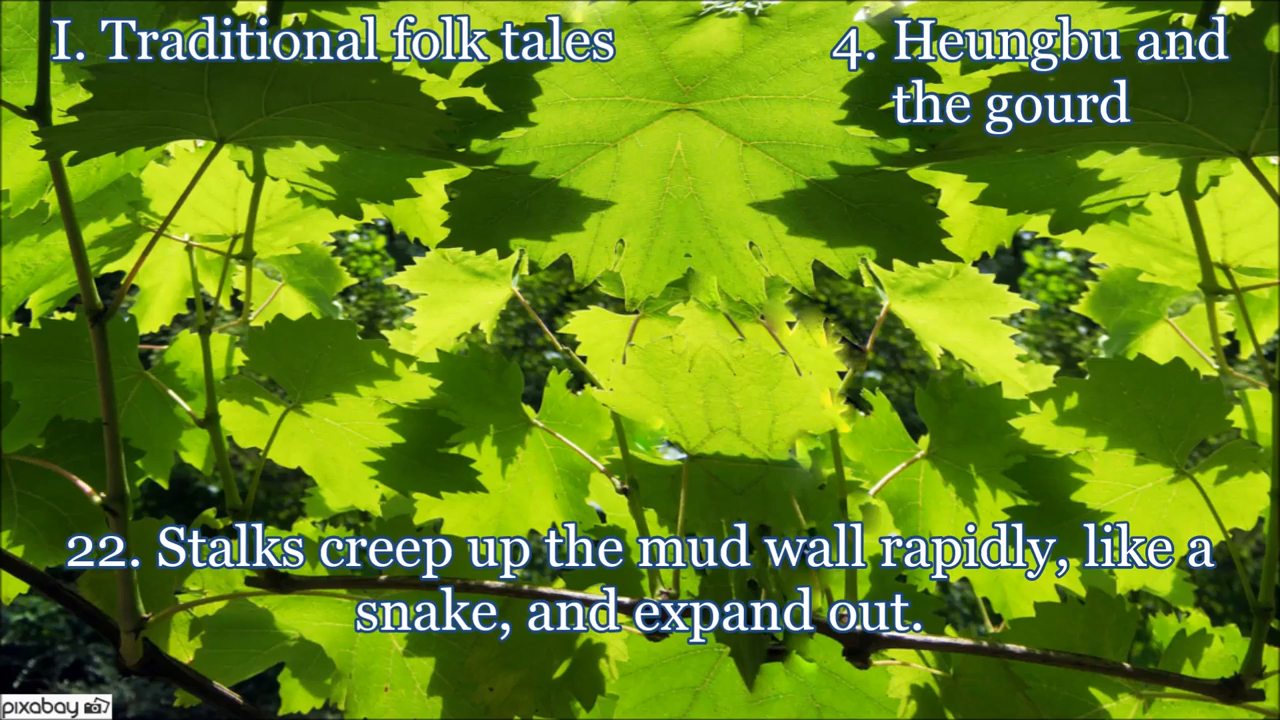 I. Traditional folk tales
4. Heungbu and
the gourd
22. Stalks creep up the mud wall rapidly, like a
snake, and expand out.
pixabay